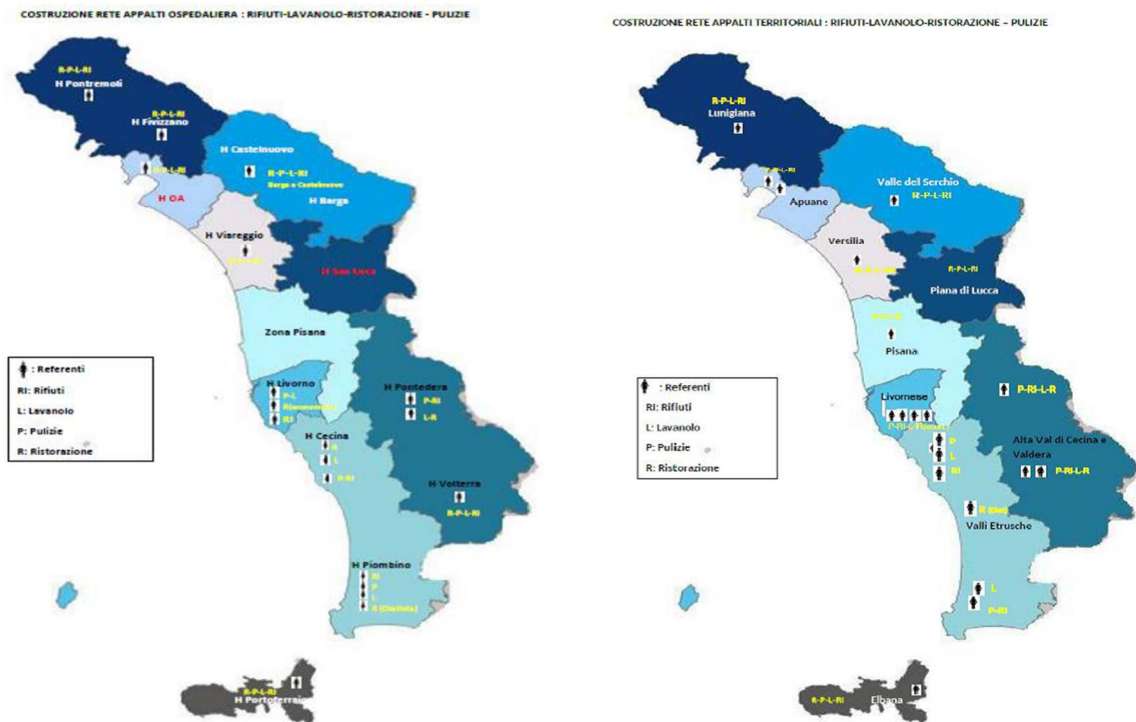 COSTRUZIONE RETE APPALTI OSPEDALIERA : RIFIUTI-LAVANOLO-RISTORAZIONE - PULIZIE
R-P-L-RI
H Pontremoli
R-P-L-RI
H Fivizzano
H Castelnuovo
R-P-L-RI
Barga e Castelnuovo
H Barga
P-L-RI
H OA
H Viareggio
H San Luca
Zona Pisana
H Livorno
P-L
RI
H Pontedera
P-RI
L-R
H Cecina
L
P-RI
H Volterra
R-P-L-RI
H Piombino
RI
P
L
R-P-L-RI
H Portoferraio
: Referenti
RI: Rifiuti
L: Lavanolo
P: Pulizie
R: Ristorazione
COSTRUZIONE RETE APPALTI TERRITORIALI : RIFIUTI-LAVANOLO-RISTORAZIONE – PULIZIE
R-P-L-RI
Lunigiana
Apuane
Valle del Serchio
R-P-L-RI
Versilia
R-P-L-RI
Piana di Lucca
Pisana
Livornese
P-RI-L-R
P
L
RI
Alta Val di Cecina e
Valdera
P-RI-L-R
R
Valli Etrusche
L
P-RI
R-P-L-RI
Elbana
: Referenti
RI: Rifiuti
L: Lavanolo
P: Pulizie
R: Ristorazione